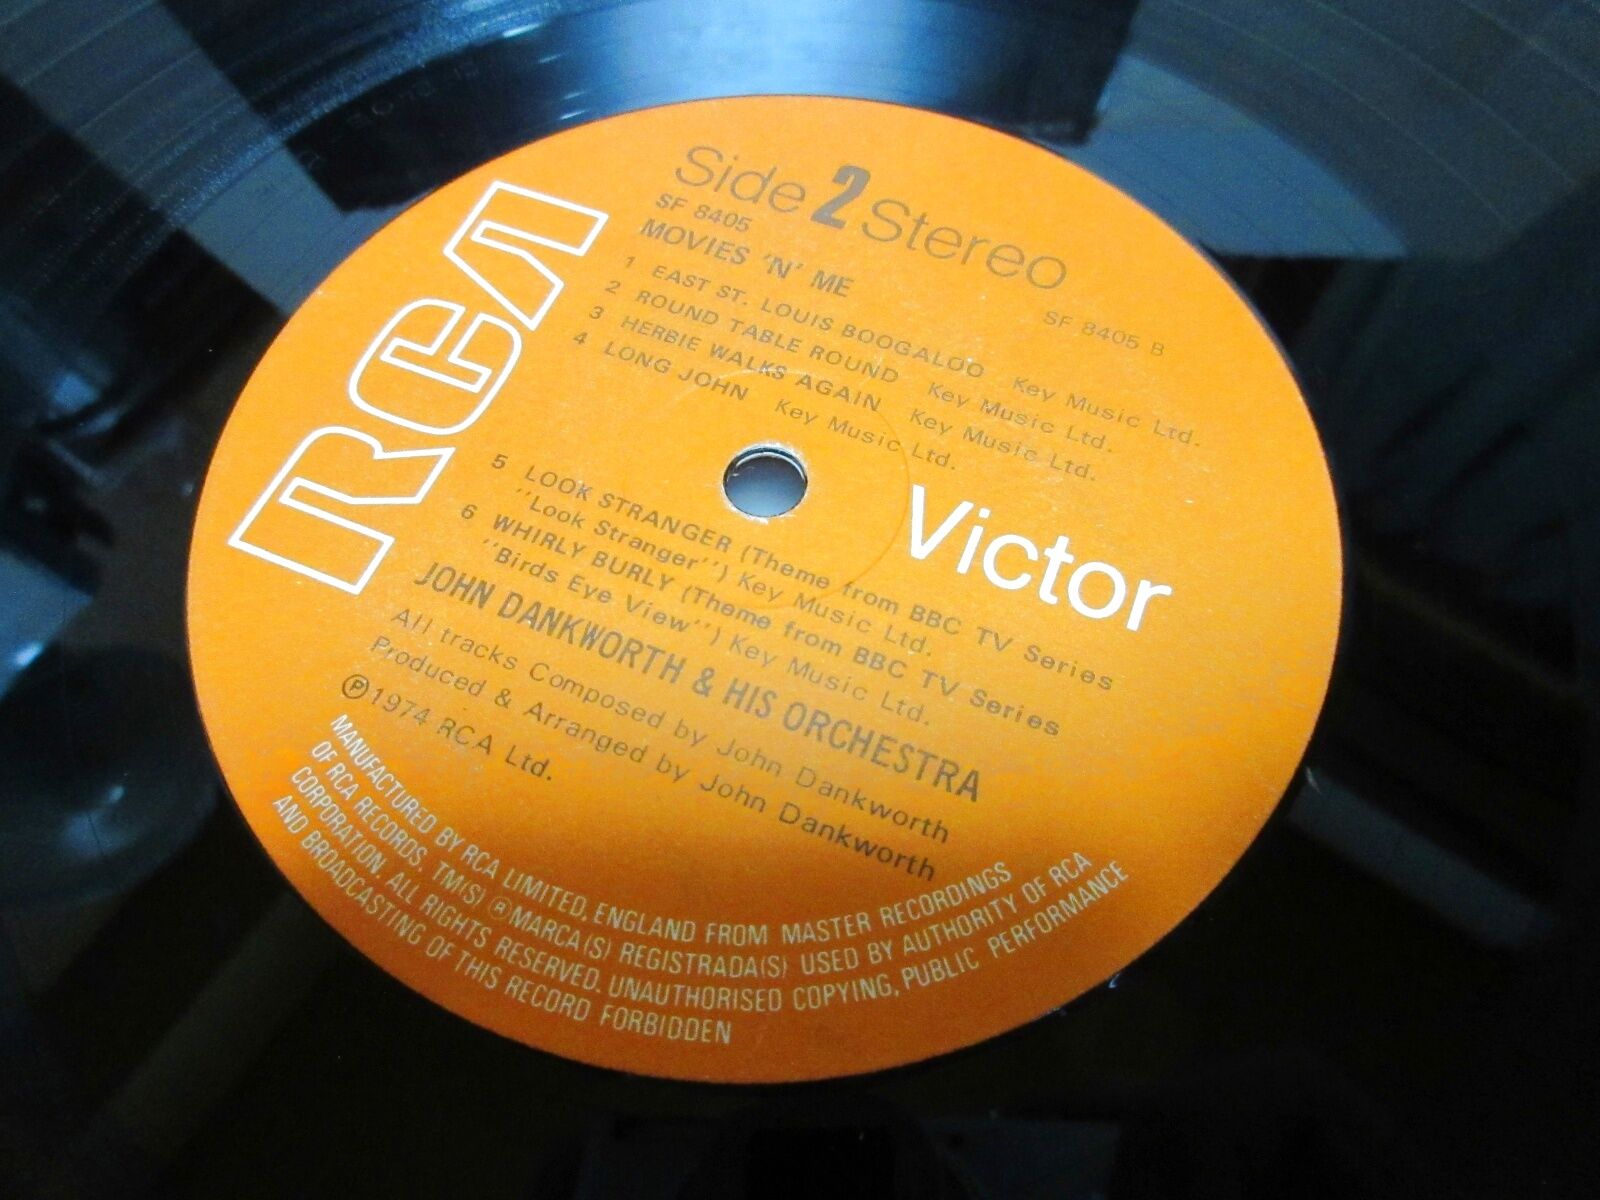 RCA
Victor
Side 2 Stereo
SF 8405
SF 8405 B
MOVIES 'N' ME
1 EAST ST. LOUIS BOOGALOO Key Music Ltd.
2 ROUND TABLE ROUND Key Music Ltd.
3 HERBIE WALKS AGAIN Key Music Ltd.
4 LONG JOHN Key Music Ltd.
5 LOOK STRANGER (Theme from BBC TV Series
"Look Stranger") Key Music Ltd.
6 WHIRLY BURLY (Theme from BBC TV Series
"Birds Eye View") Key Music Ltd.
JOHN DANKWORTH & HIS ORCHESTRA
All tracks Composed by John Dankworth
Produced & Arranged by John Dankworth
℗1974 RCA Ltd.
MANUFACTURED BY RCA LIMITED, ENGLAND FROM MASTER RECORDINGS
OF RCA RECORDS. TM(S) ®MARCA(S) REGISTRADA(S) USED BY AUTHORITY OF RCA
CORPORATION. ALL RIGHTS RESERVED. UNAUTHORISED COPYING, PUBLIC PERFORMANCE
AND BROADCASTING OF THIS RECORD FORBIDDEN